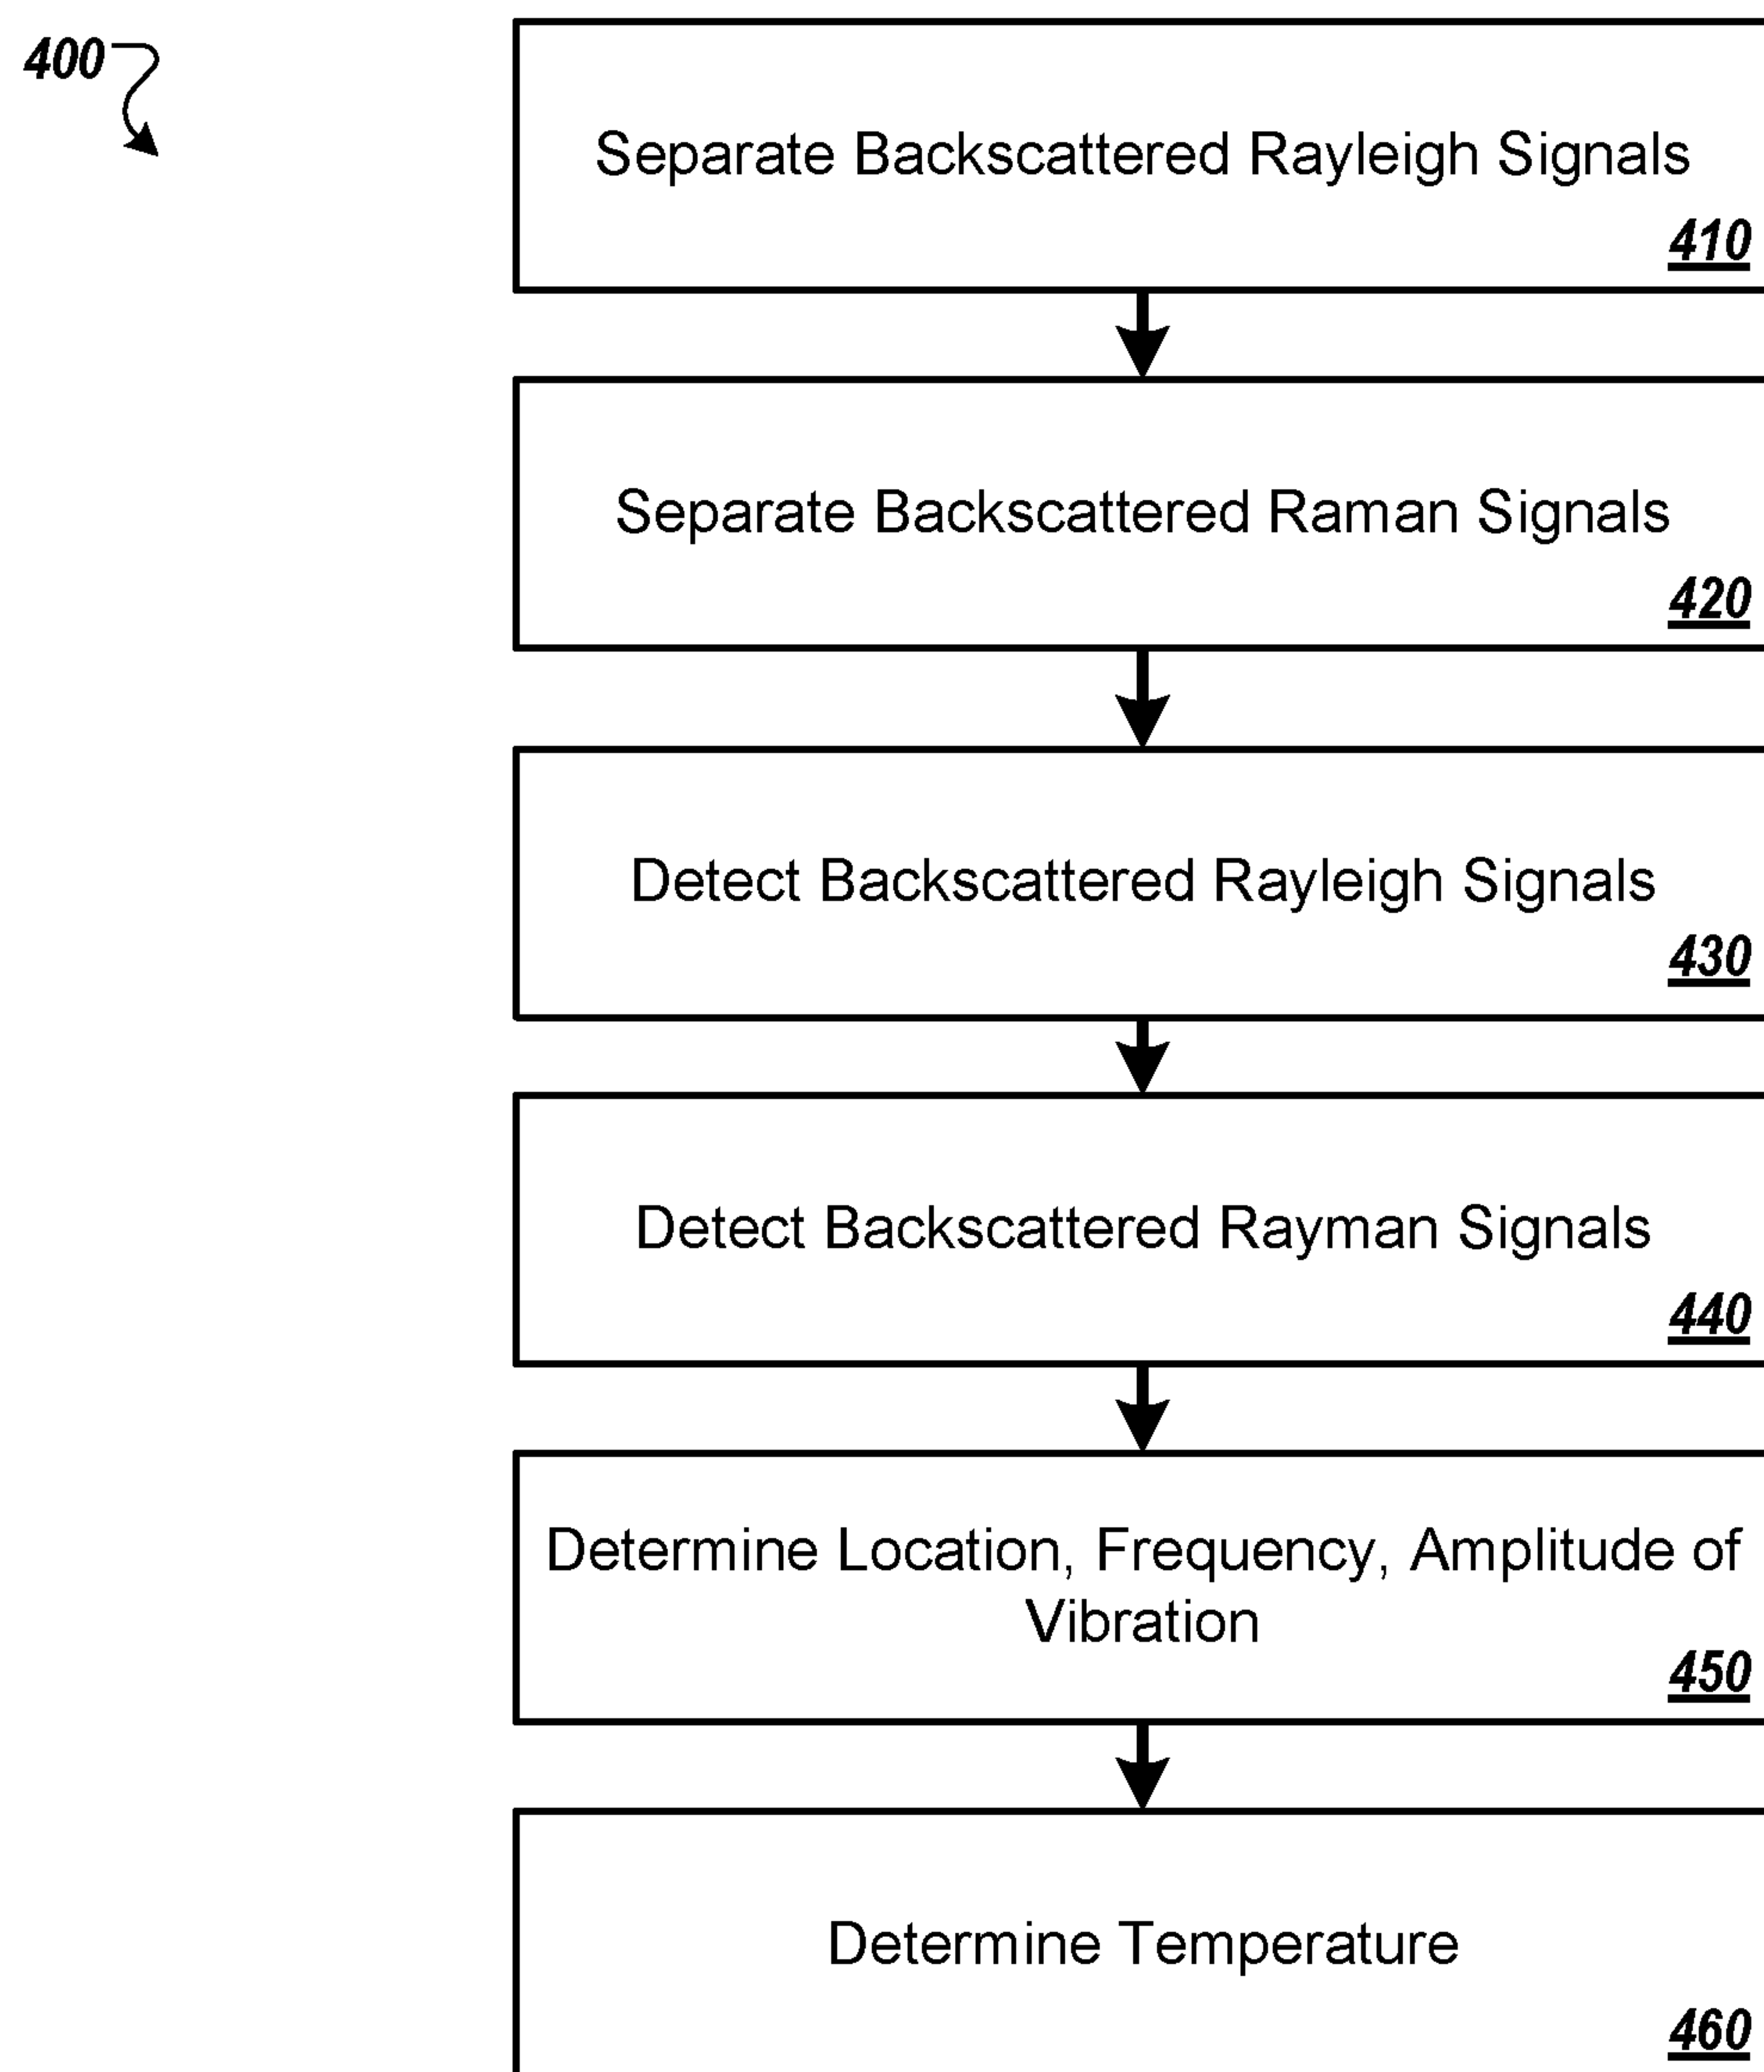 400
Separate Backscattered Rayleigh Signals
410
Separate Backscattered Raman Signals
420
Detect Backscattered Rayleigh Signals
430
Detect Backscattered Rayman Signals
440
Determine Location, Frequency, Amplitude of
Vibration
450
Determine Temperature
460